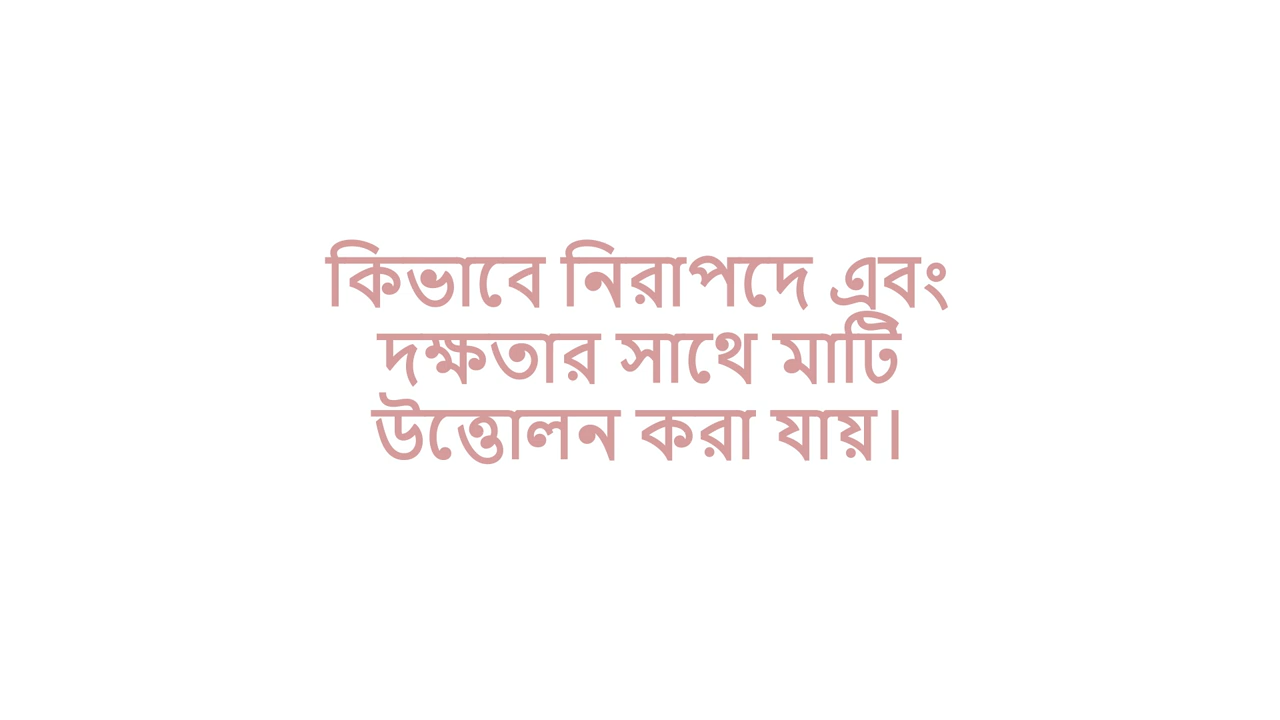 কিভাবে নিরাপদে এবং
দক্ষতার সাথে মাটি
উত্তোলন করা যায়।